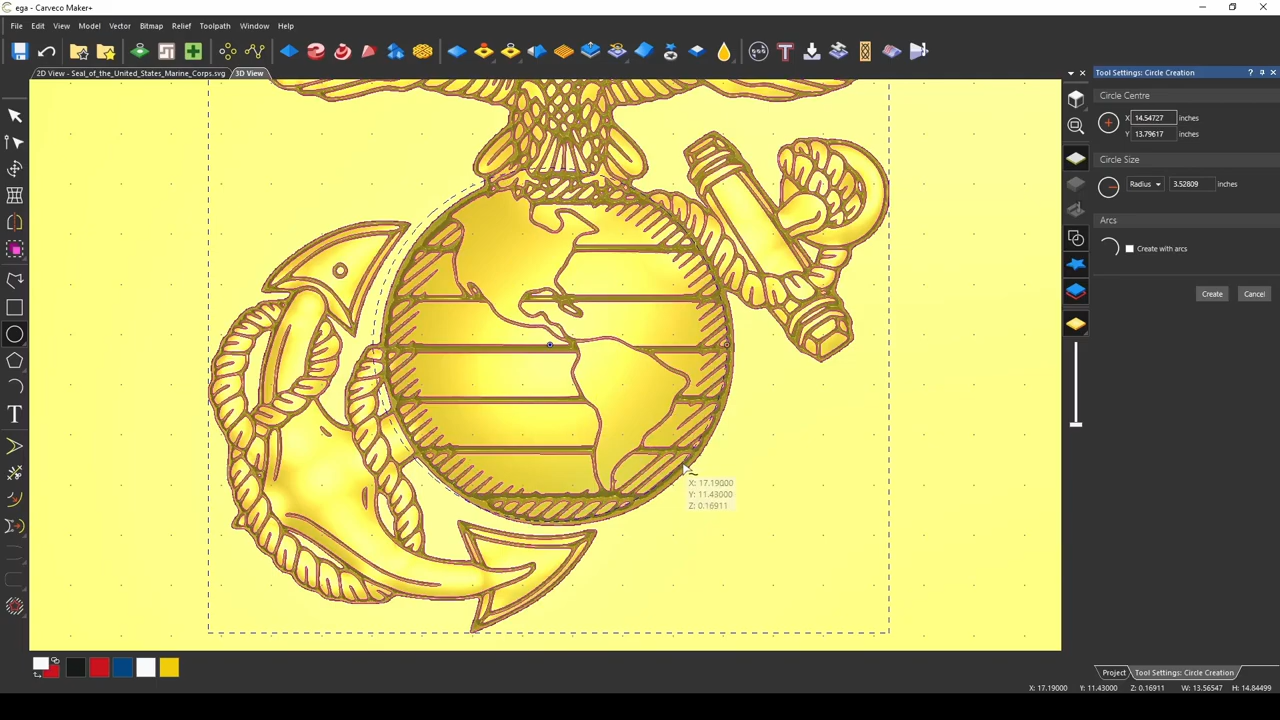 ega - Carveco Maker+
File Edit View Model Vector Bitmap Relief Toolpath Window Help
2D View - Seal_of_the_United_States_Marine_Corps.svg 3D View
Tool Settings: Circle Creation
Circle Centre
X 14.54727 inches
Y 13.79617 inches
Circle Size
Radius 3.52809 inches
Arcs
Create with arcs
Create Cancel
X: 17.19000
Y: 11.43000
Z: 0.16911
Project Tool Settings: Circle Creation
X: 17.19000 Y: 11.43000 Z: 0.16911 W: 13.56547 H: 14.84499